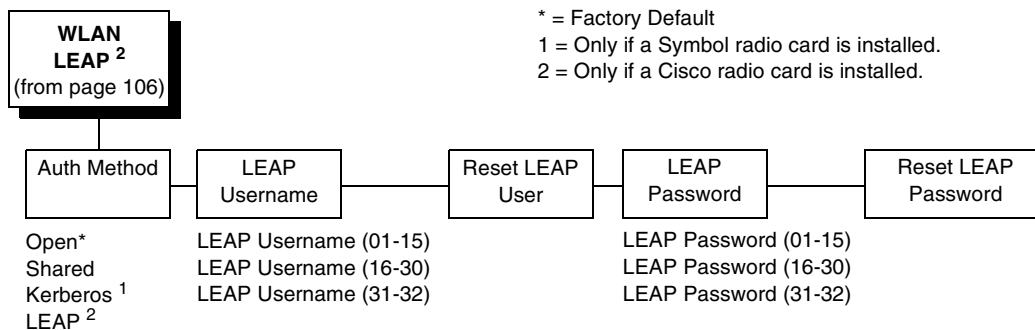 * = Factory Default
1 = Only if a Symbol radio card is installed.
2 = Only if a Cisco radio card is installed.
WLAN
LEAP 2
(from page 106)
Auth Method
LEAP
Username
Reset LEAP
User
LEAP
Password
Reset LEAP
Password
Open*
Shared
Kerberos 1
LEAP 2
LEAP Username (01-15)
LEAP Username (16-30)
LEAP Username (31-32)
LEAP Password (01-15)
LEAP Password (16-30)
LEAP Password (31-32)